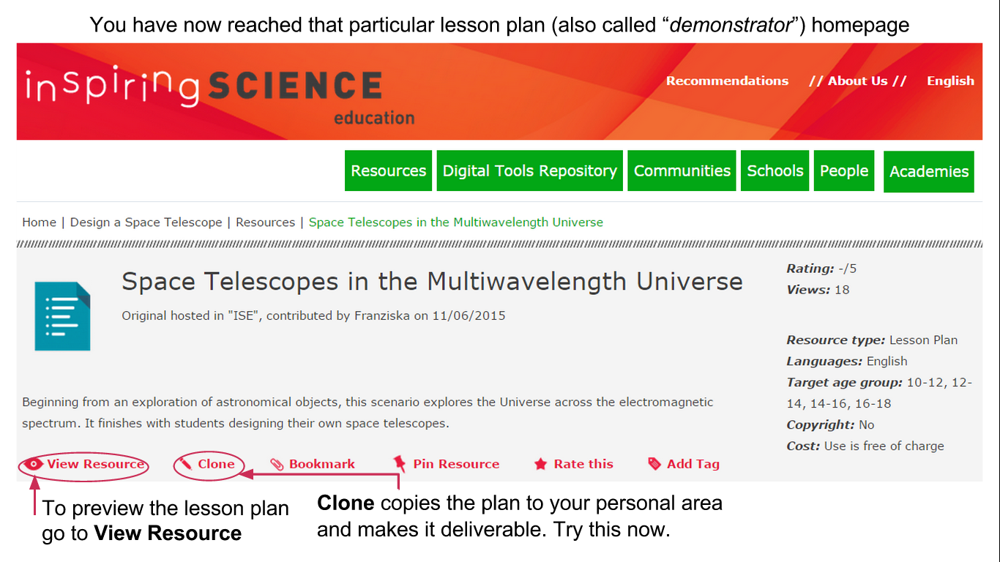 You have now reached that particular lesson plan (also called “demonstrator”) homepage
inspiring SCIENCE
education
Recommendations // About Us // English
Resources Digital Tools Repository Communities Schools People Academies
Home | Design a Space Telescope | Resources | Space Telescopes in the Multiwavelength Universe
Space Telescopes in the Multiwavelength Universe
Original hosted in "ISE", contributed by Franziska on 11/06/2015
Rating: -/5
Views: 18
Resource type: Lesson Plan
Languages: English
Target age group: 10-12, 12-
14, 14-16, 16-18
Copyright: No
Cost: Use is free of charge
Beginning from an exploration of astronomical objects, this scenario explores the Universe across the electromagnetic
spectrum. It finishes with students designing their own space telescopes.
View Resource Clone Bookmark Pin Resource Rate this Add Tag
To preview the lesson plan
go to View Resource
Clone copies the plan to your personal area
and makes it deliverable. Try this now.